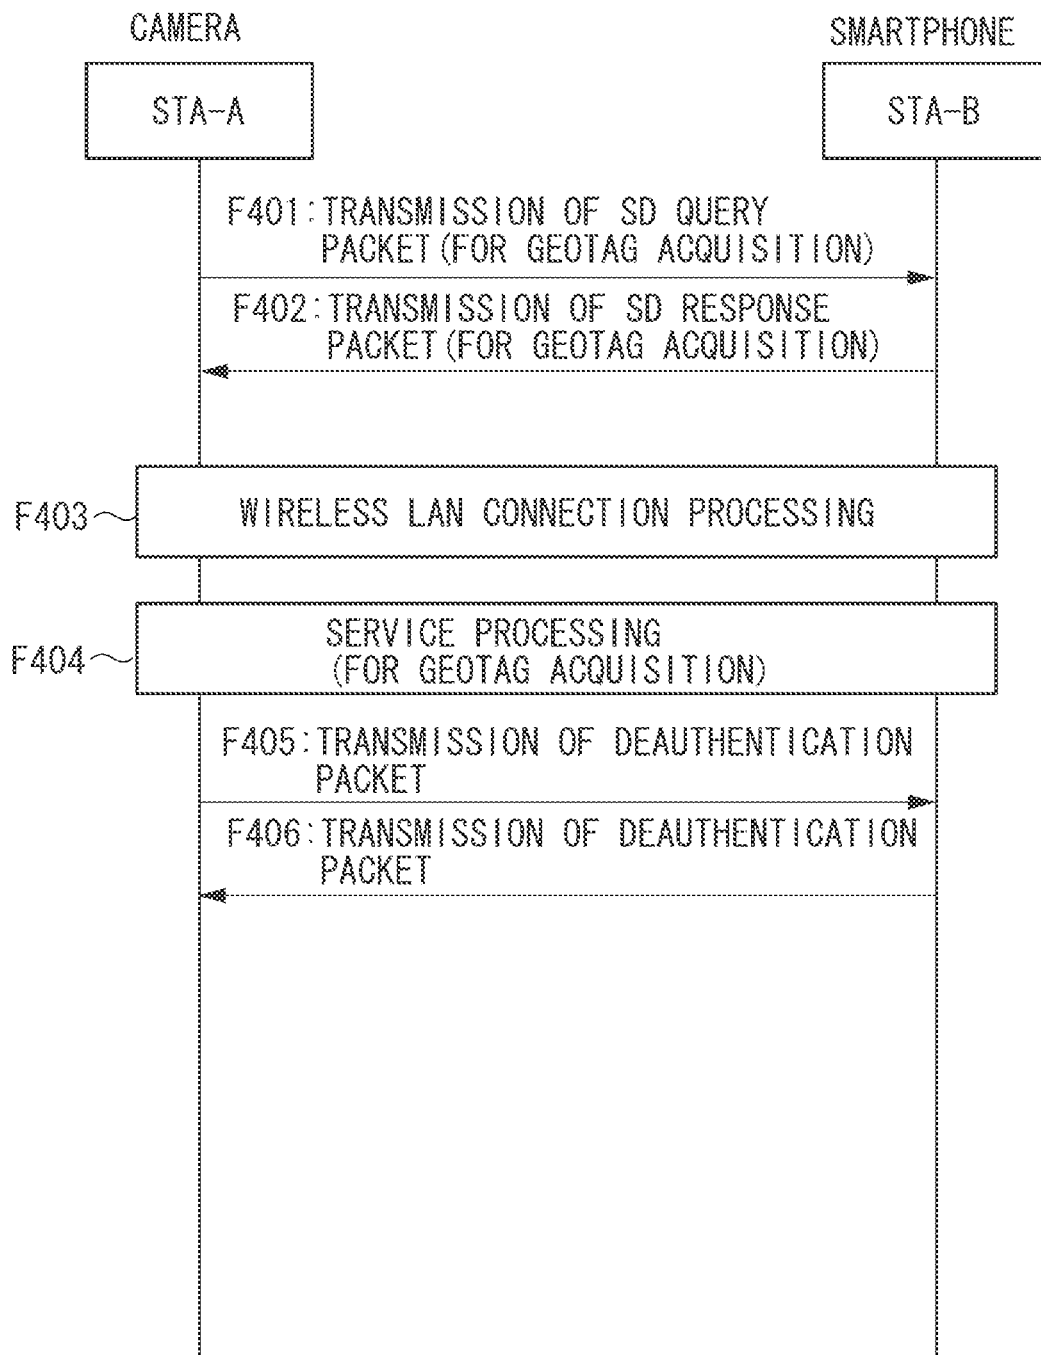 CAMERA
SMARTPHONE
STA-A
STA-B
F401:TRANSMISSION OF SD QUERY
PACKET(FOR GEOTAG ACQUISITION)
F402:TRANSMISSION OF SD RESPONSE
PACKET(FOR GEOTAG ACQUISITION)
F403
WIRELESS LAN CONNECTION PROCESSING
F404
SERVICE PROCESSING
(FOR GEOTAG ACQUISITION)
F405:TRANSMISSION OF DEAUTHENTICATION
PACKET
F406:TRANSMISSION OF DEAUTHENTICATION
PACKET